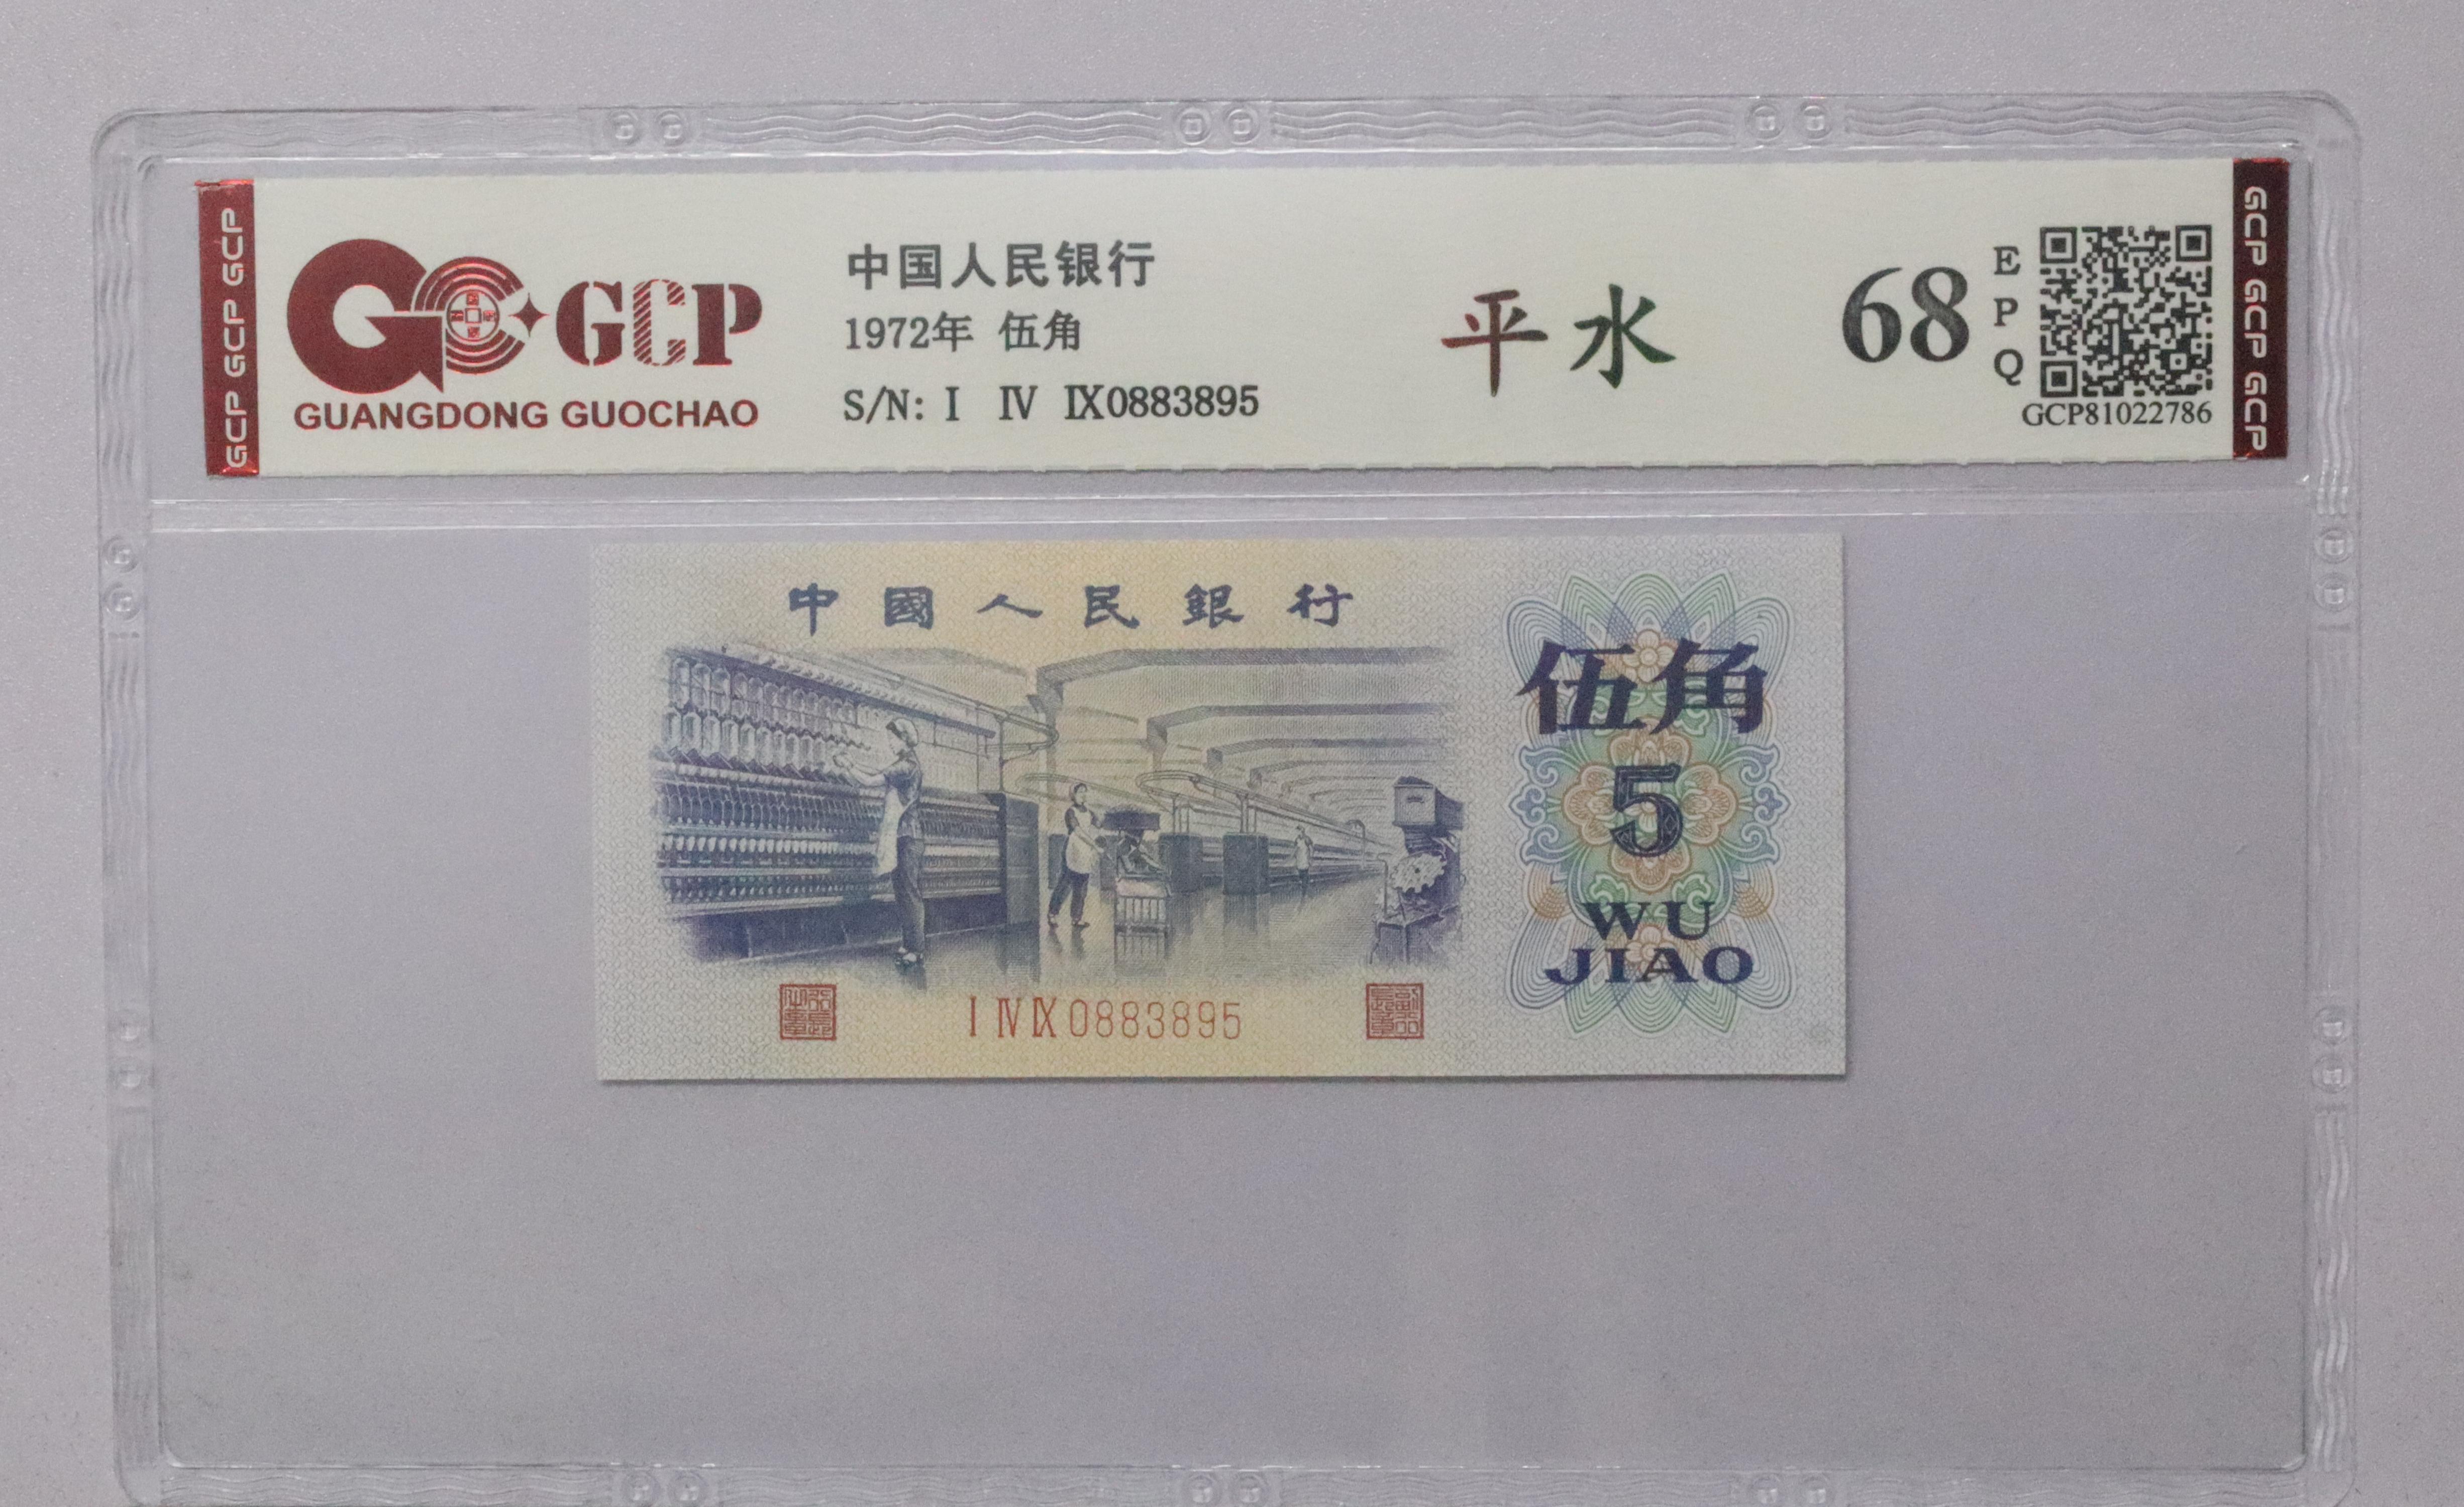 GCP GCP GCP
GCP
GUANGDONG GUOCHAO
中国人民银行
1972年 伍角
S/N: Ⅰ Ⅳ Ⅸ0883895
平水
68
EPQ
GCP81022786
GCP GCP GCP
中國人民銀行
伍角
5
WU
JIAO
Ⅰ Ⅳ Ⅸ 0883895